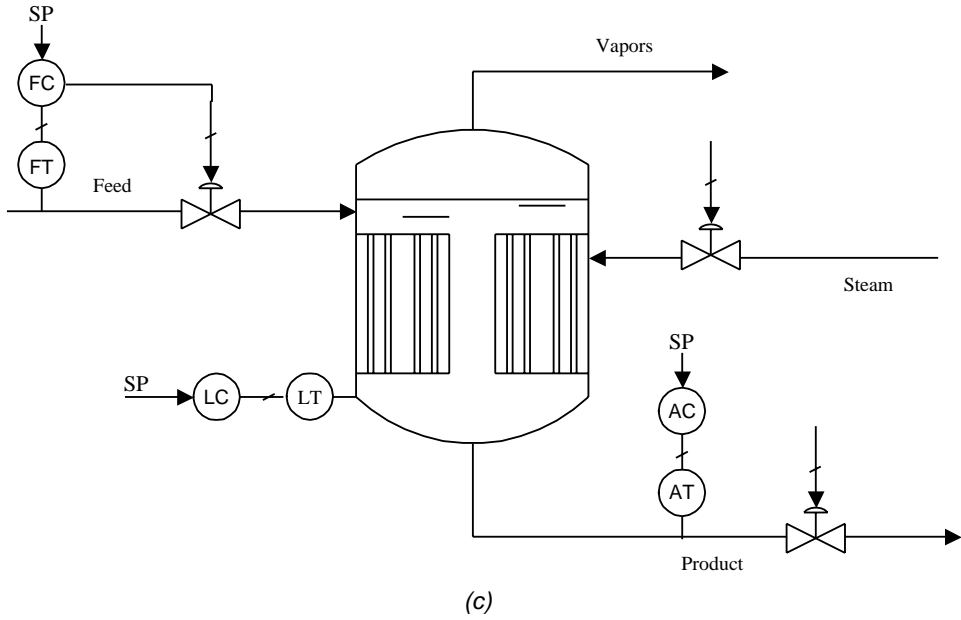 SP
Vapors
FC
FT
Feed
Steam
SP
SP
LC
LT
AC
AT
Product
(c)